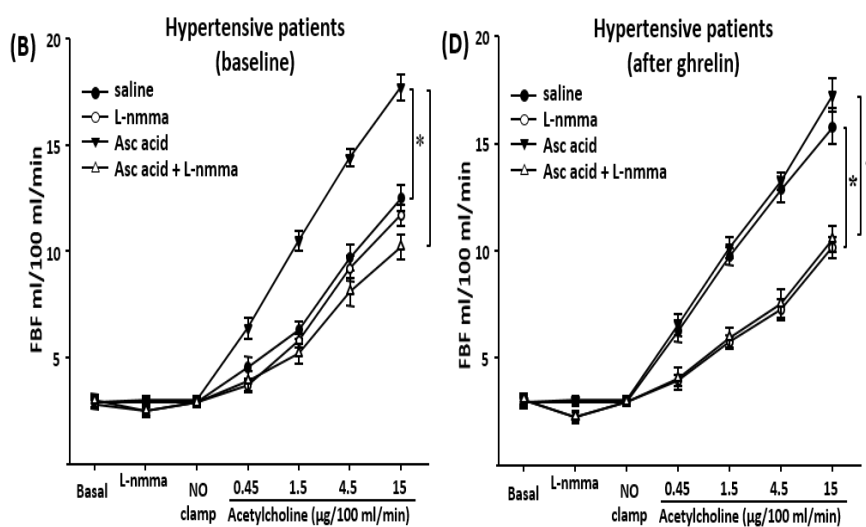 (B)
Hypertensive patients
(baseline)
20
15
10
5
FBF ml/100 ml/min
saline
L-nmma
Asc acid
Asc acid + L-nmma
*
Basal
L-nmma
NO
clamp
0.45 1.5 4.5 15
Acetylcholine (µg/100 ml/min)
(D)
Hypertensive patients
(after ghrelin)
20
15
10
5
FBF ml/100 ml/min
saline
L-nmma
Asc acid
Asc acid + L-nmma
*
Basal
L-nmma
NO
clamp
0.45 1.5 4.5 15
Acetylcholine (µg/100 ml/min)